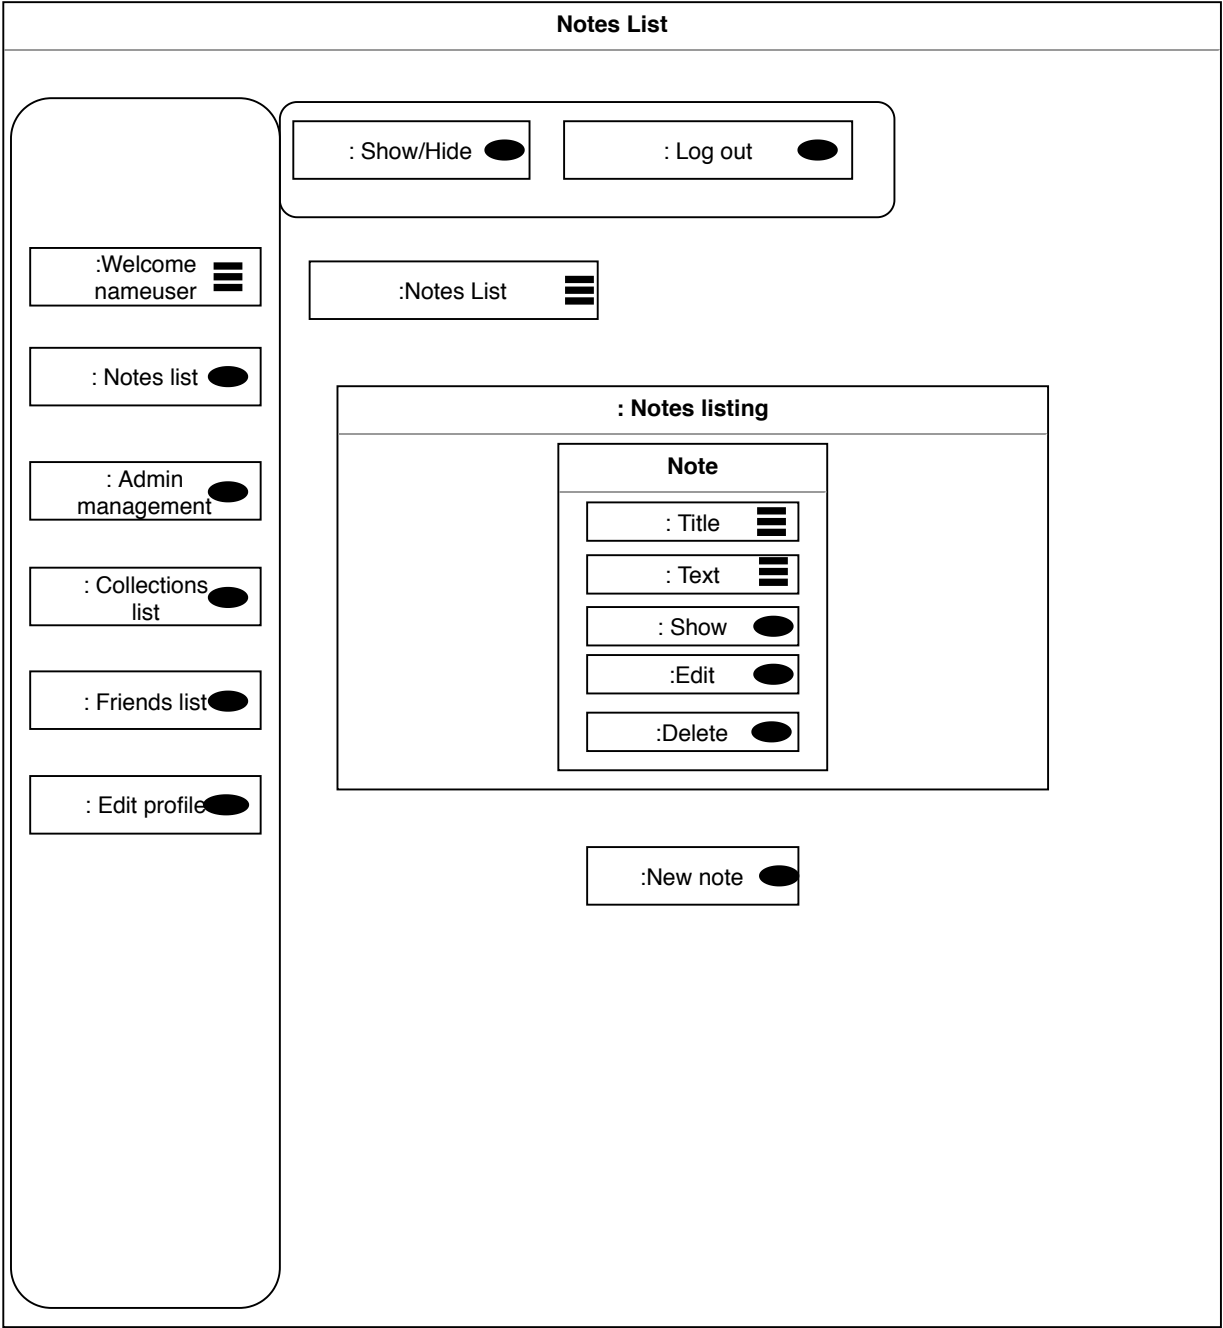 Notes List
: Show/Hide
: Log out
:Welcome
nameuser
:Notes List
: Notes list
: Admin
management
: Collections
list
: Friends list
: Edit profile
: Notes listing
Note
: Title
: Text
: Show
:Edit
:Delete
:New note